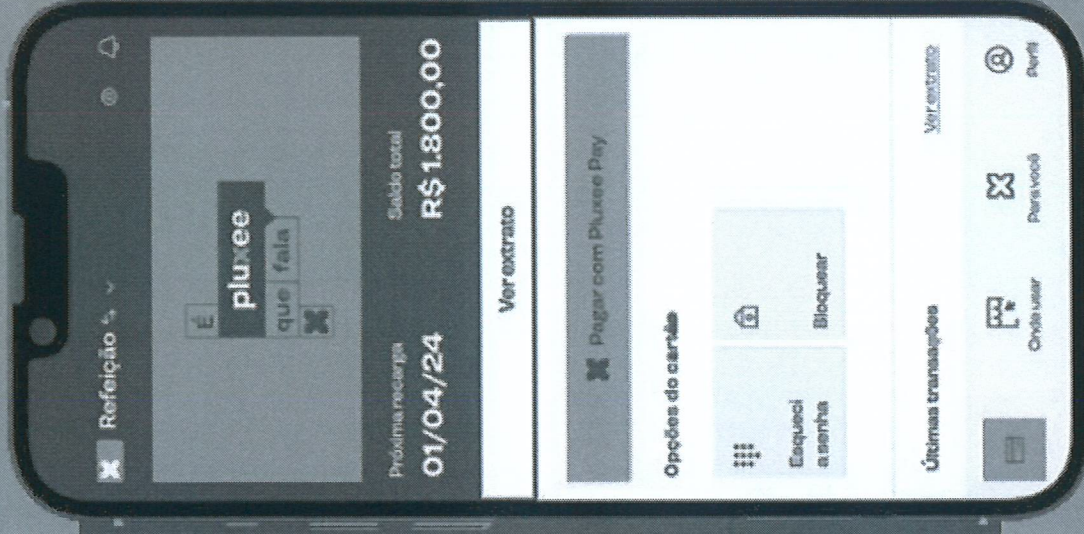 Refeição
É
pluxee
que fala
Próxima recarga
01/04/24
Saldo total
R$ 1.800,00
Ver extrato
Pagar com Pluxee Pay
Opções do cartão
Esqueci
a senha
Bloquear
Últimas transações
Ver extrato
Onde usar
Para você
Perfil